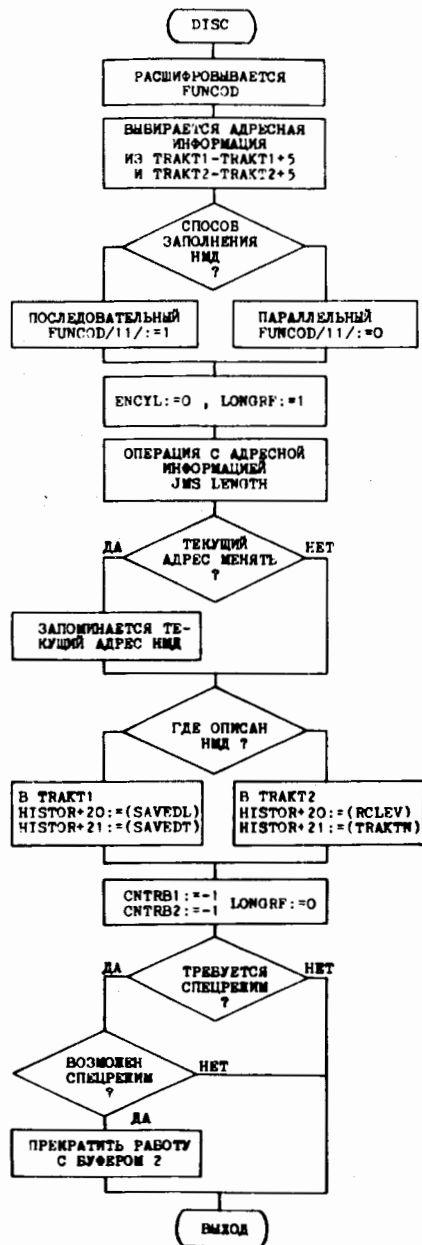 DISC
РАСШИФРОВЫВАЕТСЯ
FUNCOD
ВЫБИРАЕТСЯ АДРЕСНАЯ
ИНФОРМАЦИЯ
ИЗ TRAKT1-TRAKT1+5
И TRAKT2-TRAKT2+5
СПОСОБ
ЗАПОЛНЕНИЯ
НМД
?
ПОСЛЕДОВАТЕЛЬНЫЙ
FUNCOD/11/:=1
ПАРАЛЛЕЛЬНЫЙ
FUNCOD/11/:=0
ENCYL:=0 , LONGRF:=1
ОПЕРАЦИЯ С АДРЕСНОЙ
ИНФОРМАЦИЕЙ
JMS LENGTH
ДА
ТЕКУЩИЙ
АДРЕС МЕНЯТЬ
?
НЕТ
ЗАПОМИНАЕТСЯ ТЕ-
КУЩИЙ АДРЕС НМД
ГДЕ ОПИСАН
НМД ?
В TRAKT1
HISTOR+20:=(SAVEDL)
HISTOR+21:=(SAVEDT)
В TRAKT2
HISTOR+20:=(RCLEV)
HISTOR+21:=(TRAKTN)
CNTRB1:=-1
CNTRB2:=-1 LONGRF:=0
ДА
ТРЕБУЕТСЯ
СПЕЦРЕЖИМ
?
НЕТ
ВОЗМОЖЕН
СПЕЦРЕЖИМ
?
НЕТ
ДА
ПРЕКРАТИТЬ РАБОТУ
С БУФЕРОМ 2
ВЫХОД